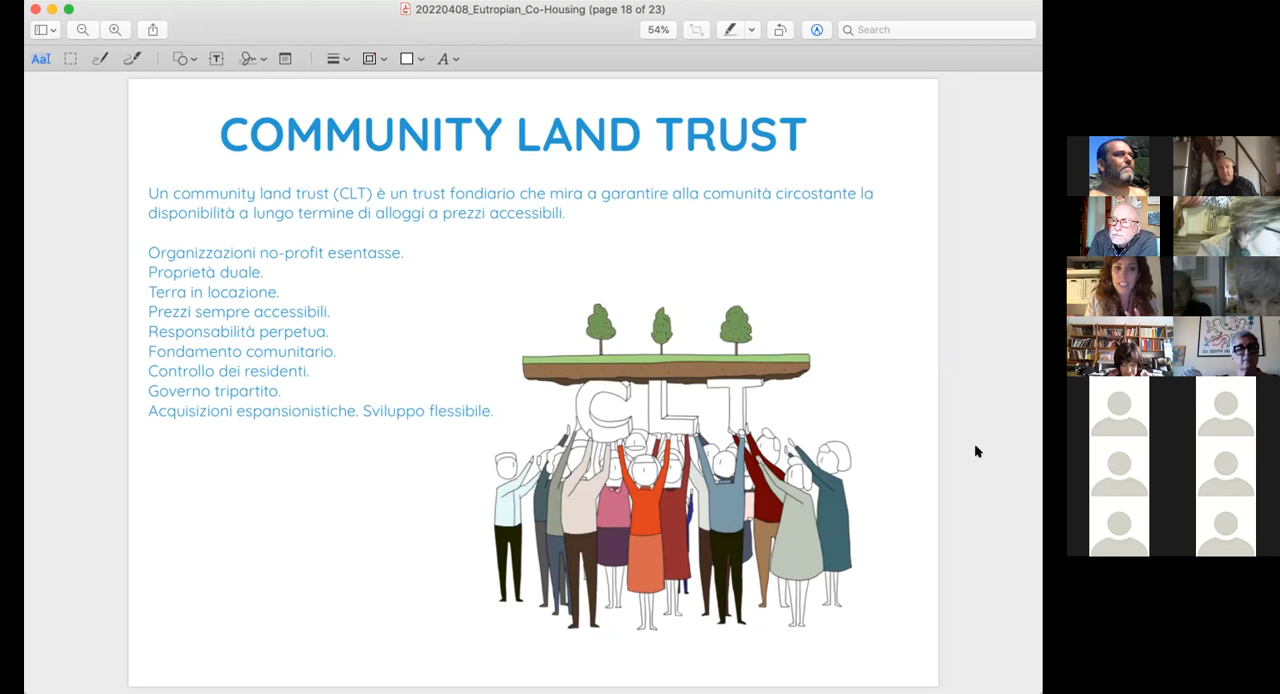 20220408_Eutropian_Co-Housing (page 18 of 23)
54%
Search
AaI
T
A
COMMUNITY LAND TRUST
Un community land trust (CLT) è un trust fondiario che mira a garantire alla comunità circostante la
disponibilità a lungo termine di alloggi a prezzi accessibili.
Organizzazioni no-profit esentasse.
Proprietà duale.
Terra in locazione.
Prezzi sempre accessibili.
Responsabilità perpetua.
Fondamento comunitario.
Controllo dei residenti.
Governo tripartito.
Acquisizioni espansionistiche. Sviluppo flessibile.
CLT